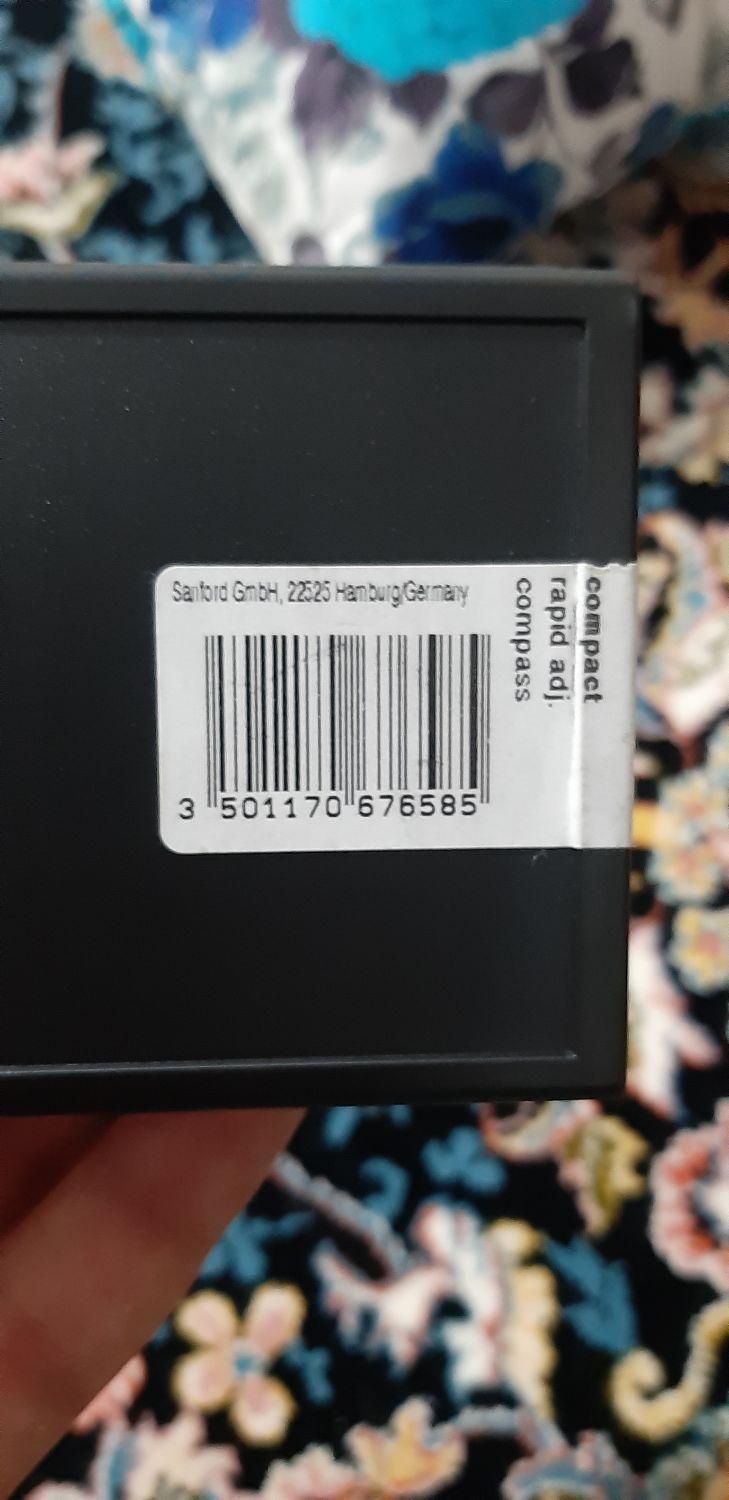 Sanford GmbH, 22525 Hamburg/Germany
3 501170 676585
compact
rapid adj.
compass